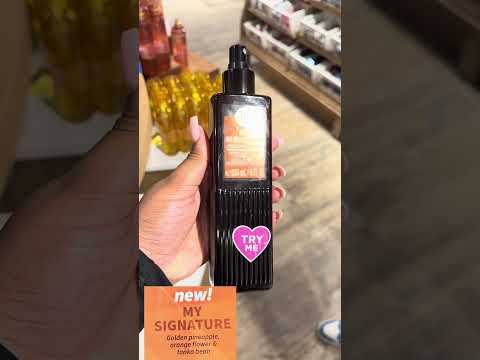 TRY
ME
new!
MY
SIGNATURE
Golden pineapple,
orange flower &
tonka bean